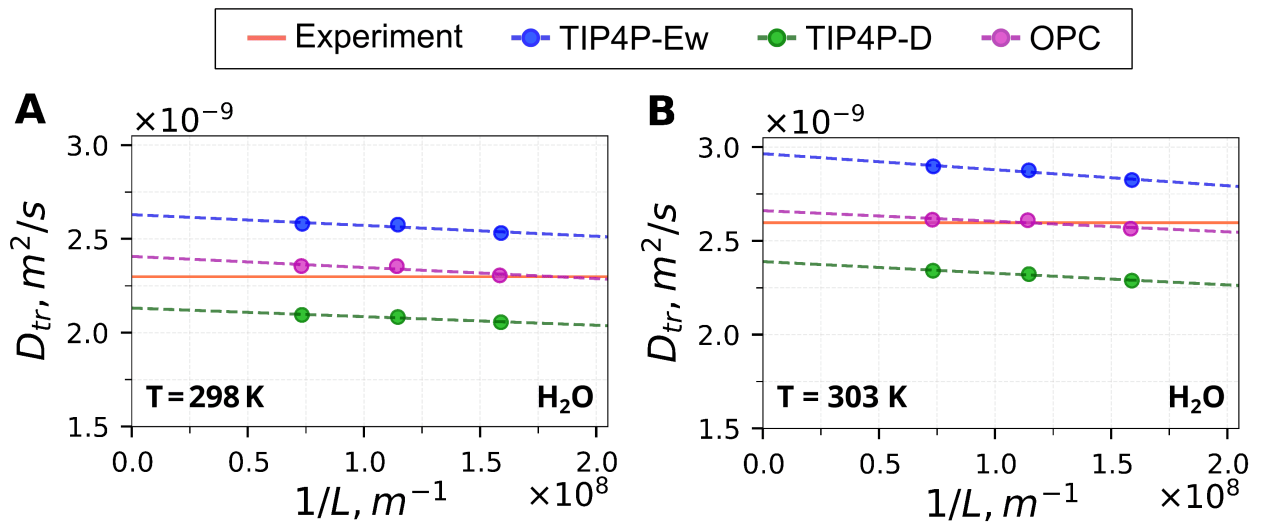 Experiment TIP4P-Ew TIP4P-D OPC
A
×10⁻⁹
3.0
2.5
2.0
1.5
D_tr, m²/s
T = 298 K H₂O
0.0 0.5 1.0 1.5 2.0
1/L, m⁻¹ ×10⁸
B
×10⁻⁹
3.0
2.5
2.0
1.5
D_tr, m²/s
T = 303 K H₂O
0.0 0.5 1.0 1.5 2.0
1/L, m⁻¹ ×10⁸